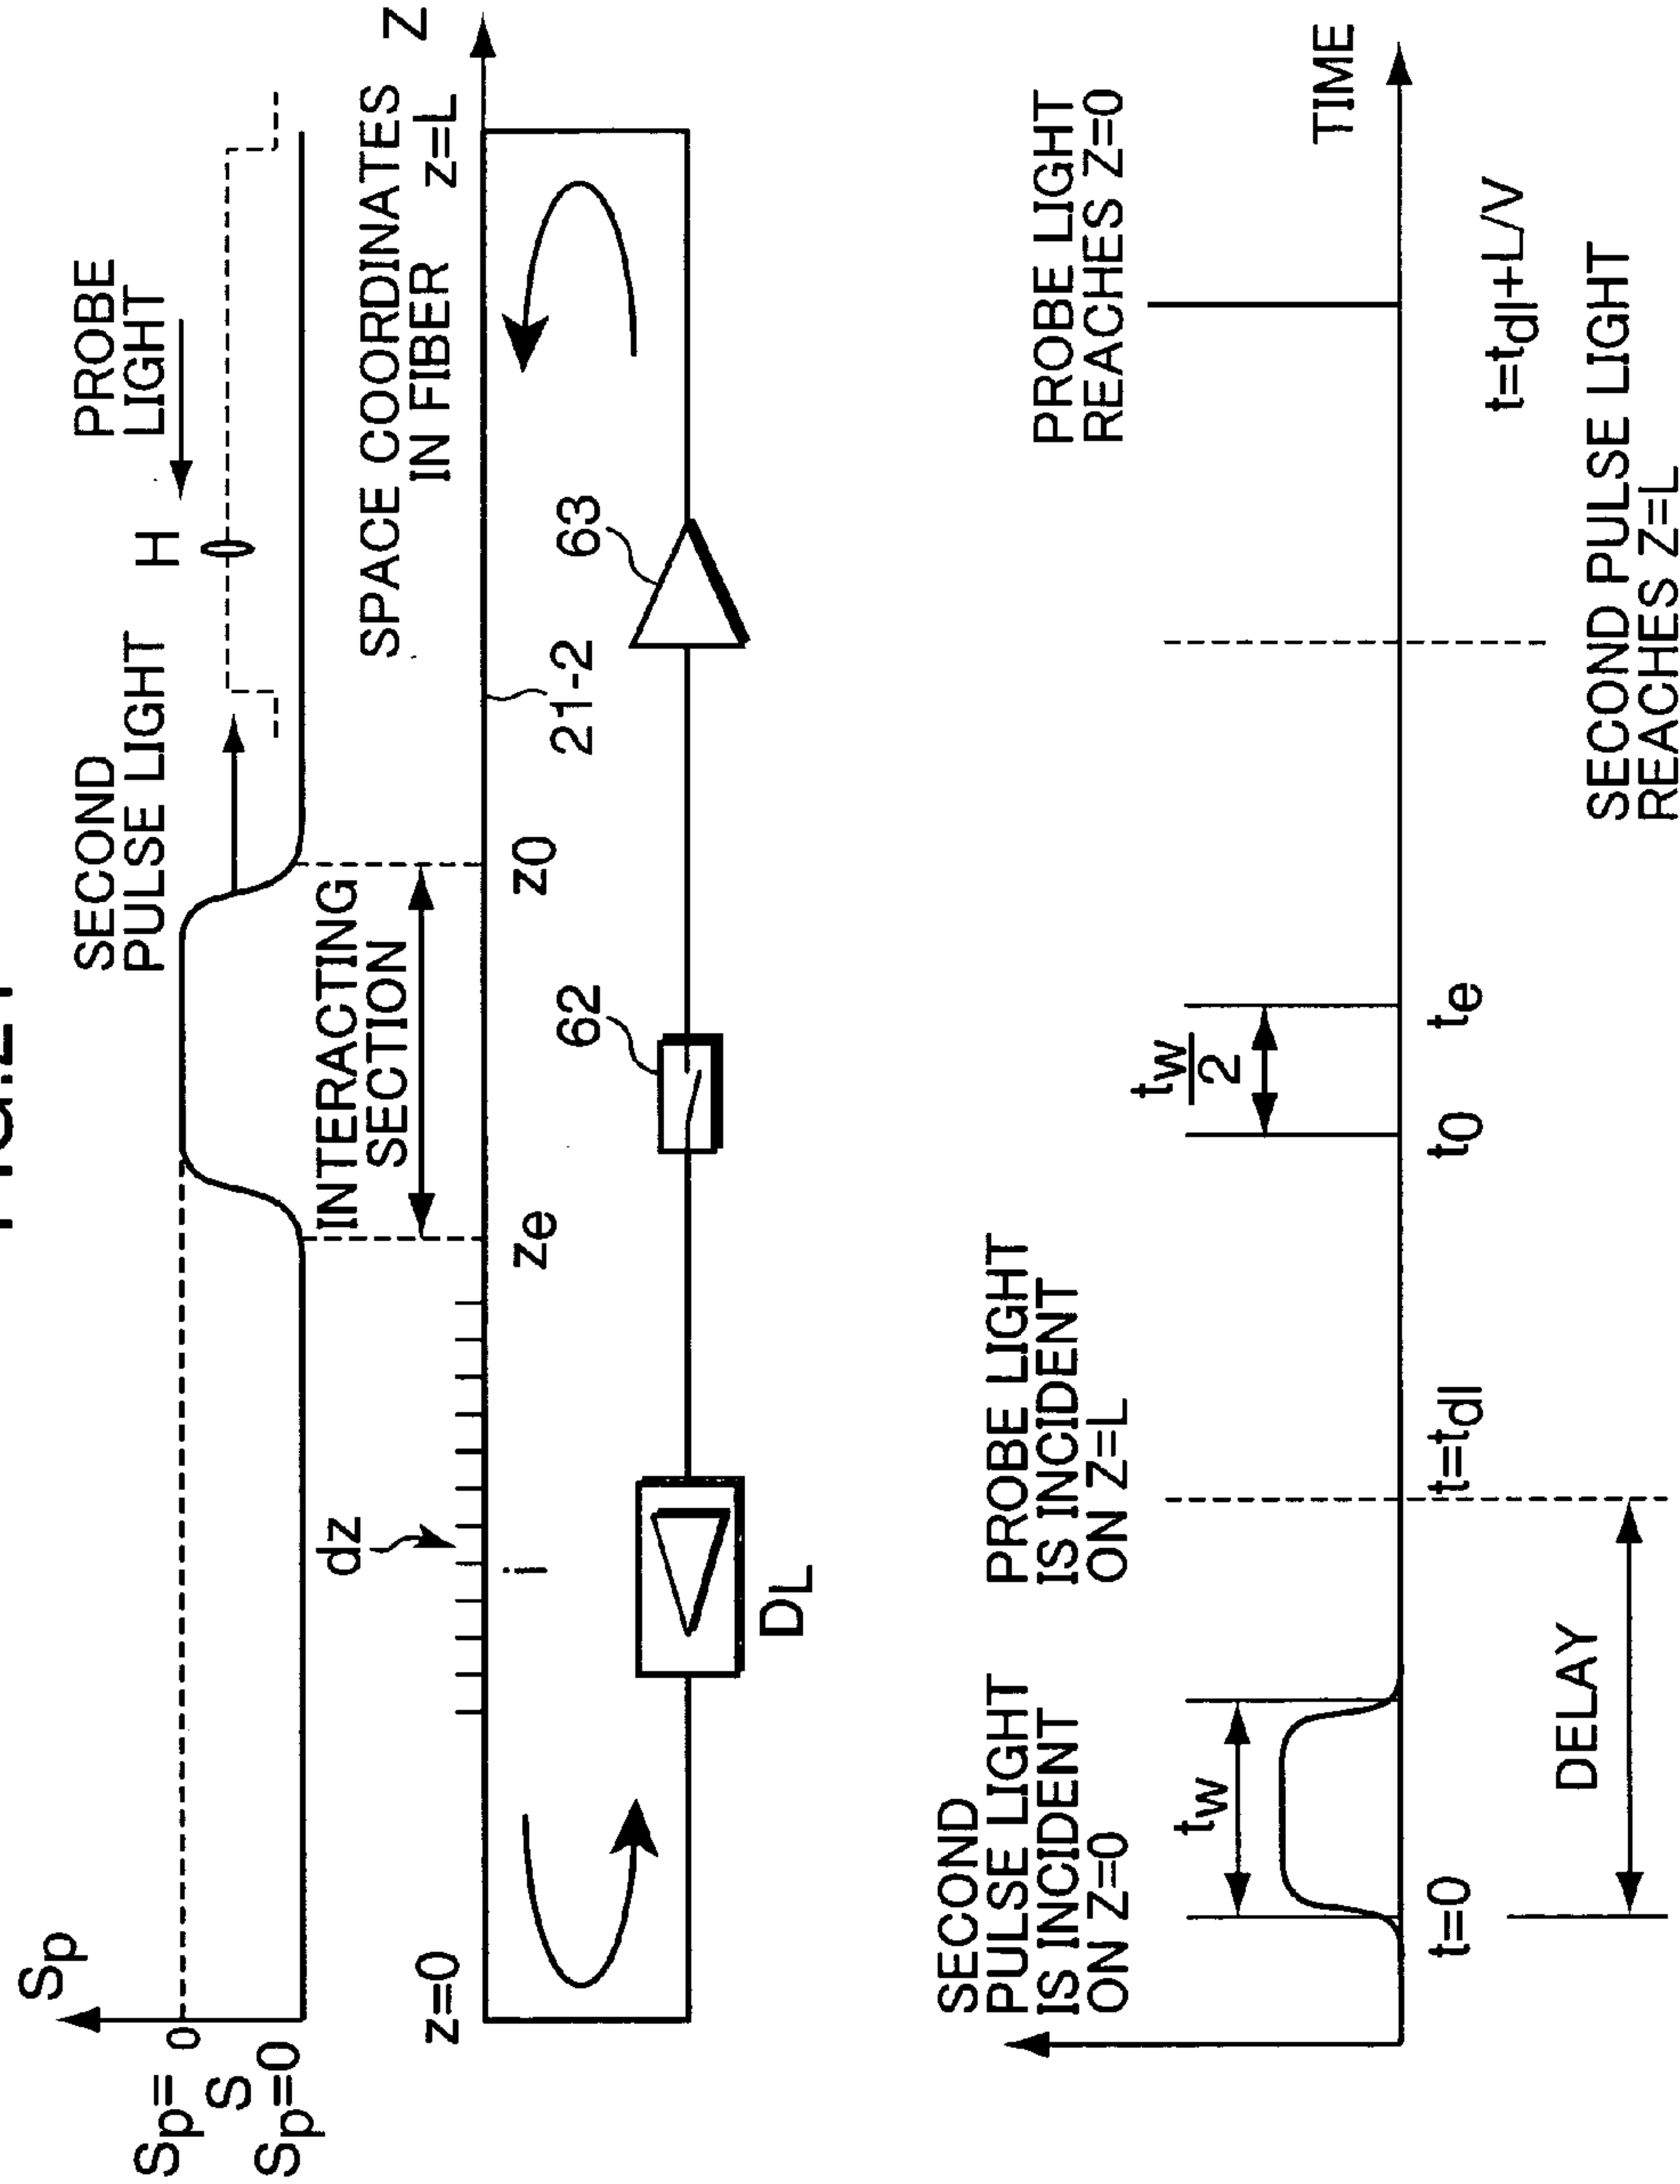 Sp
Sp= 0
S
Sp=0
SECOND
PULSE LIGHT
H
PROBE
LIGHT
INTERACTING
SECTION
SPACE COORDINATES
IN FIBER
z=L
Z
z=0
dz
i
ze
z0
21-2
DL
62
63
SECOND
PULSE LIGHT
IS INCIDENT
ON Z=0
PROBE LIGHT
IS INCIDENT
ON Z=L
PROBE LIGHT
REACHES Z=0
tw
tw
2
TIME
t=0
t=tdl
t0
te
t=tdl+L/V
DELAY
SECOND PULSE LIGHT
REACHES Z=L